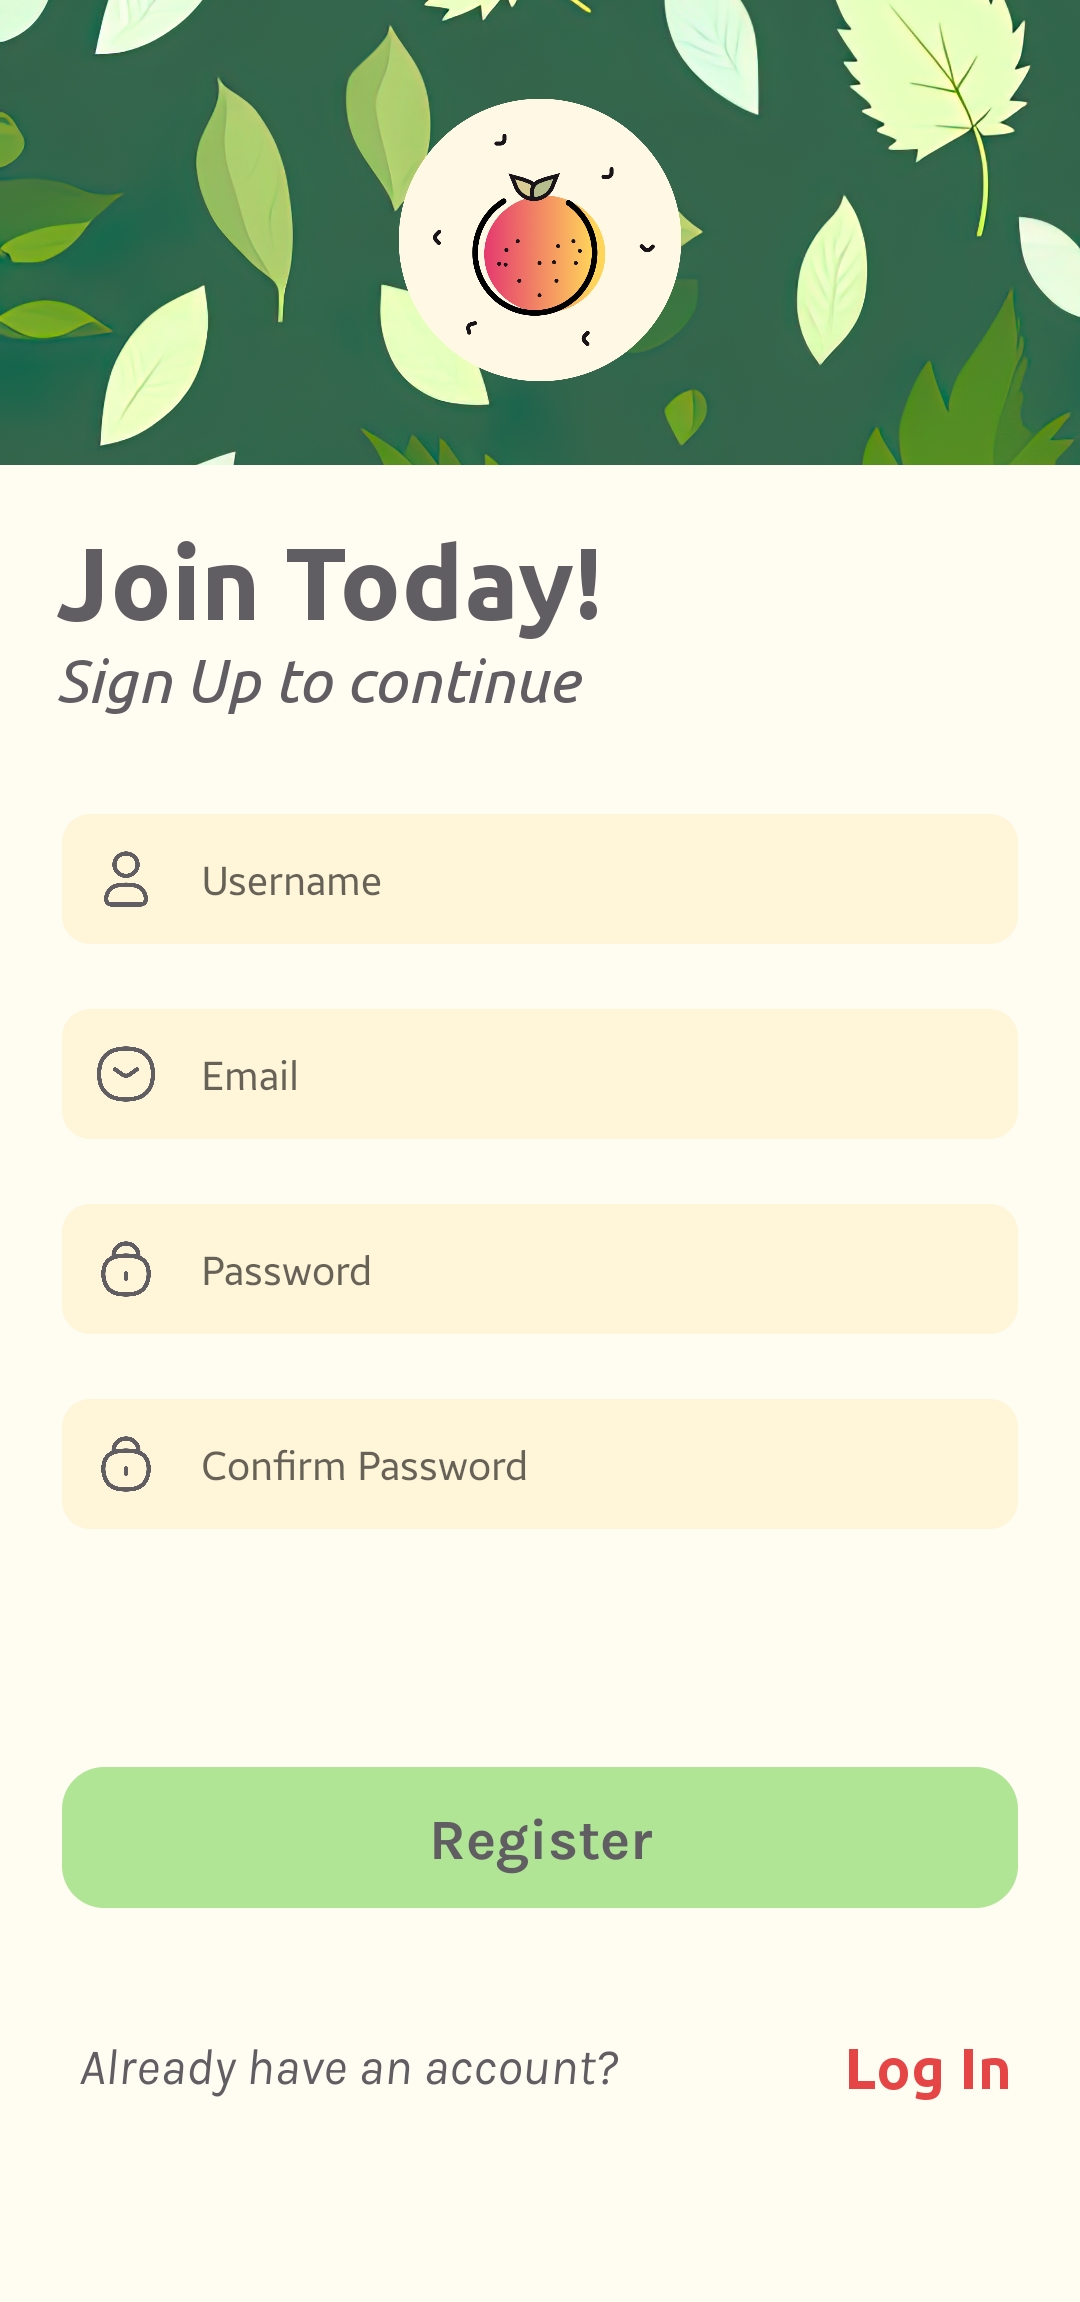 Join Today!
Sign Up to continue
Username
Email
Password
Confirm Password
Register
Already have an account? Log In